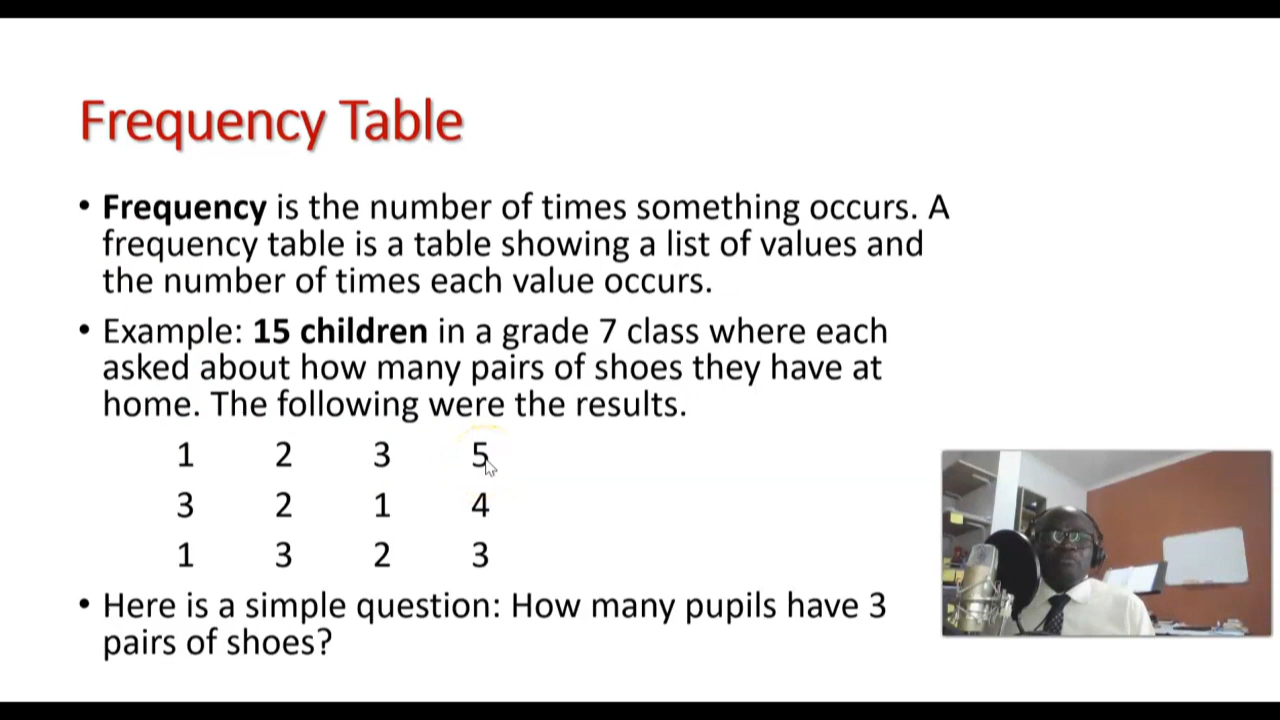 Frequency Table
• Frequency is the number of times something occurs. A
frequency table is a table showing a list of values and
the number of times each value occurs.
• Example: 15 children in a grade 7 class where each
asked about how many pairs of shoes they have at
home. The following were the results.
1 2 3 5
3 2 1 4
1 3 2 3
• Here is a simple question: How many pupils have 3
pairs of shoes?